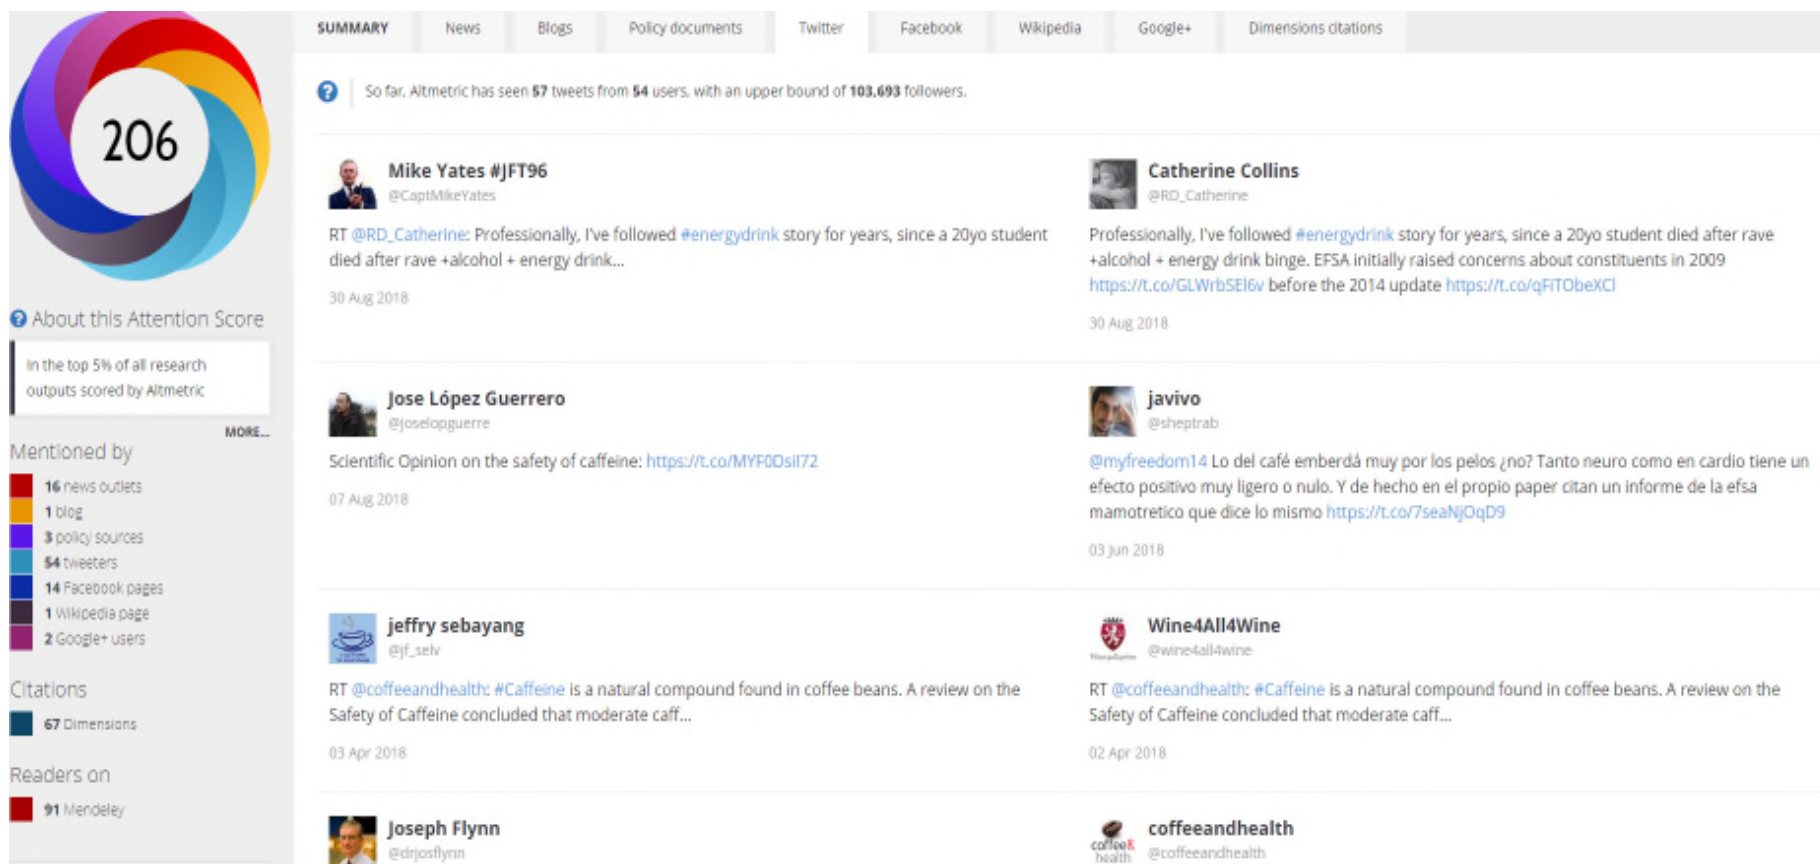 SUMMARY
News
Blogs
Policy documents
Twitter
Facebook
Wikipedia
Google+
Dimensions citations
206
So far, Altmetric has seen 57 tweets from 54 users, with an upper bound of 103,693 followers.
About this Attention Score
In the top 5% of all research
outputs scored by Altmetric
MORE...
Mentioned by
16 news outlets
1 blog
3 policy sources
54 tweeters
14 Facebook pages
1 Wikipedia page
2 Google+ users
Citations
67 Dimensions
Readers on
91 Mendeley
Mike Yates #JFT96
@CaptMikeYates
RT @RD_Catherine: Professionally, I've followed #energydrink story for years, since a 20yo student
died after rave +alcohol + energy drink...
30 Aug 2018
Catherine Collins
@RD_Catherine
Professionally, I've followed #energydrink story for years, since a 20yo student died after rave
+alcohol + energy drink binge. EFSA initially raised concerns about constituents in 2009
https://t.co/GLWrbSEl6v before the 2014 update https://t.co/qFiTObeXCl
30 Aug 2018
Jose López Guerrero
@joselopguerre
Scientific Opinion on the safety of caffeine: https://t.co/MYF0Dsil72
07 Aug 2018
javivo
@sheptrab
@myfreedom14 Lo del café emberdá muy por los pelos ¿no? Tanto neuro como en cardio tiene un
efecto positivo muy ligero o nulo. Y de hecho en el propio paper citan un informe de la efsa
mamotretico que dice lo mismo https://t.co/7seaNjOqD9
03 Jun 2018
jeffry sebayang
@jf_selv
RT @coffeeandhealth: #Caffeine is a natural compound found in coffee beans. A review on the
Safety of Caffeine concluded that moderate caff...
03 Apr 2018
Wine4All4Wine
@wine4all4wine
RT @coffeeandhealth: #Caffeine is a natural compound found in coffee beans. A review on the
Safety of Caffeine concluded that moderate caff...
02 Apr 2018
Joseph Flynn
@drjosflynn
coffee&
health
coffeeandhealth
@coffeeandhealth